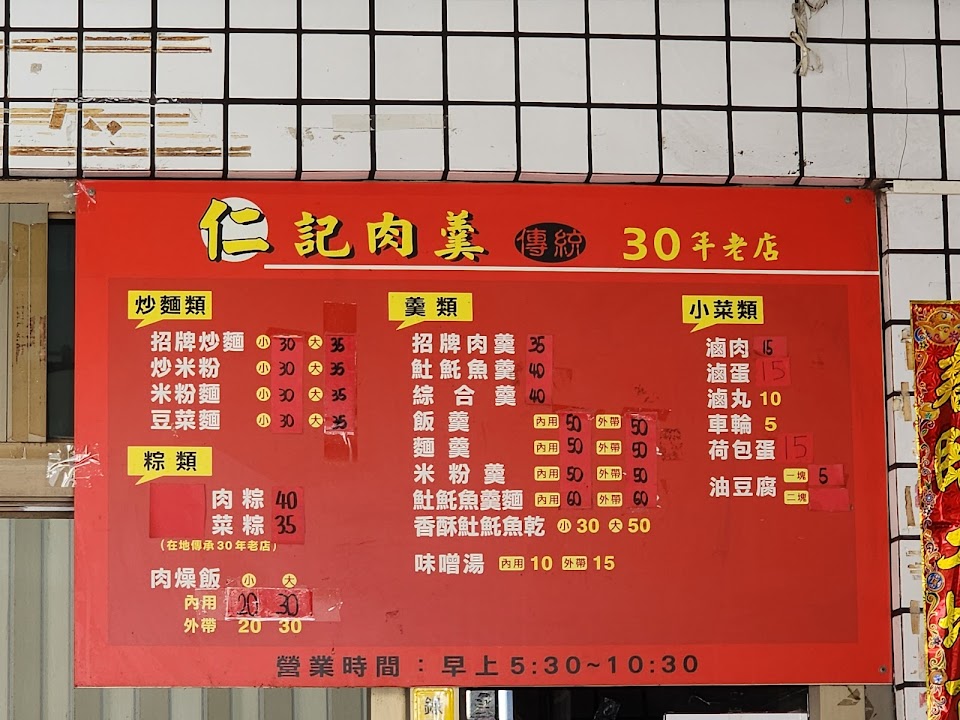 仁記肉羹 傳統 30年老店
炒麵類
招牌炒麵 小 30 大 35
炒米粉 小 30 大 35
米粉麵 小 30 大 35
豆菜麵 小 30 大 35
粽類
肉粽 40
菜粽 35
(在地傳承30年老店)
肉燥飯 小 大
內用 20 30
外帶 20 30
羹類
招牌肉羹 35
𩵚魠魚羹 40
綜合羹 40
飯羹 內用 50 外帶 50
麵羹 內用 50 外帶 50
米粉羹 內用 50 外帶 50
𩵚魠魚羹麵 內用 60 外帶 60
香酥𩵚魠魚乾 小 30 大 50
味噌湯 內用 10 外帶 15
小菜類
滷肉 15
滷蛋 15
滷丸 10
車輪 5
荷包蛋 15
油豆腐 一塊 5
二塊
營業時間：早上5:30~10:30